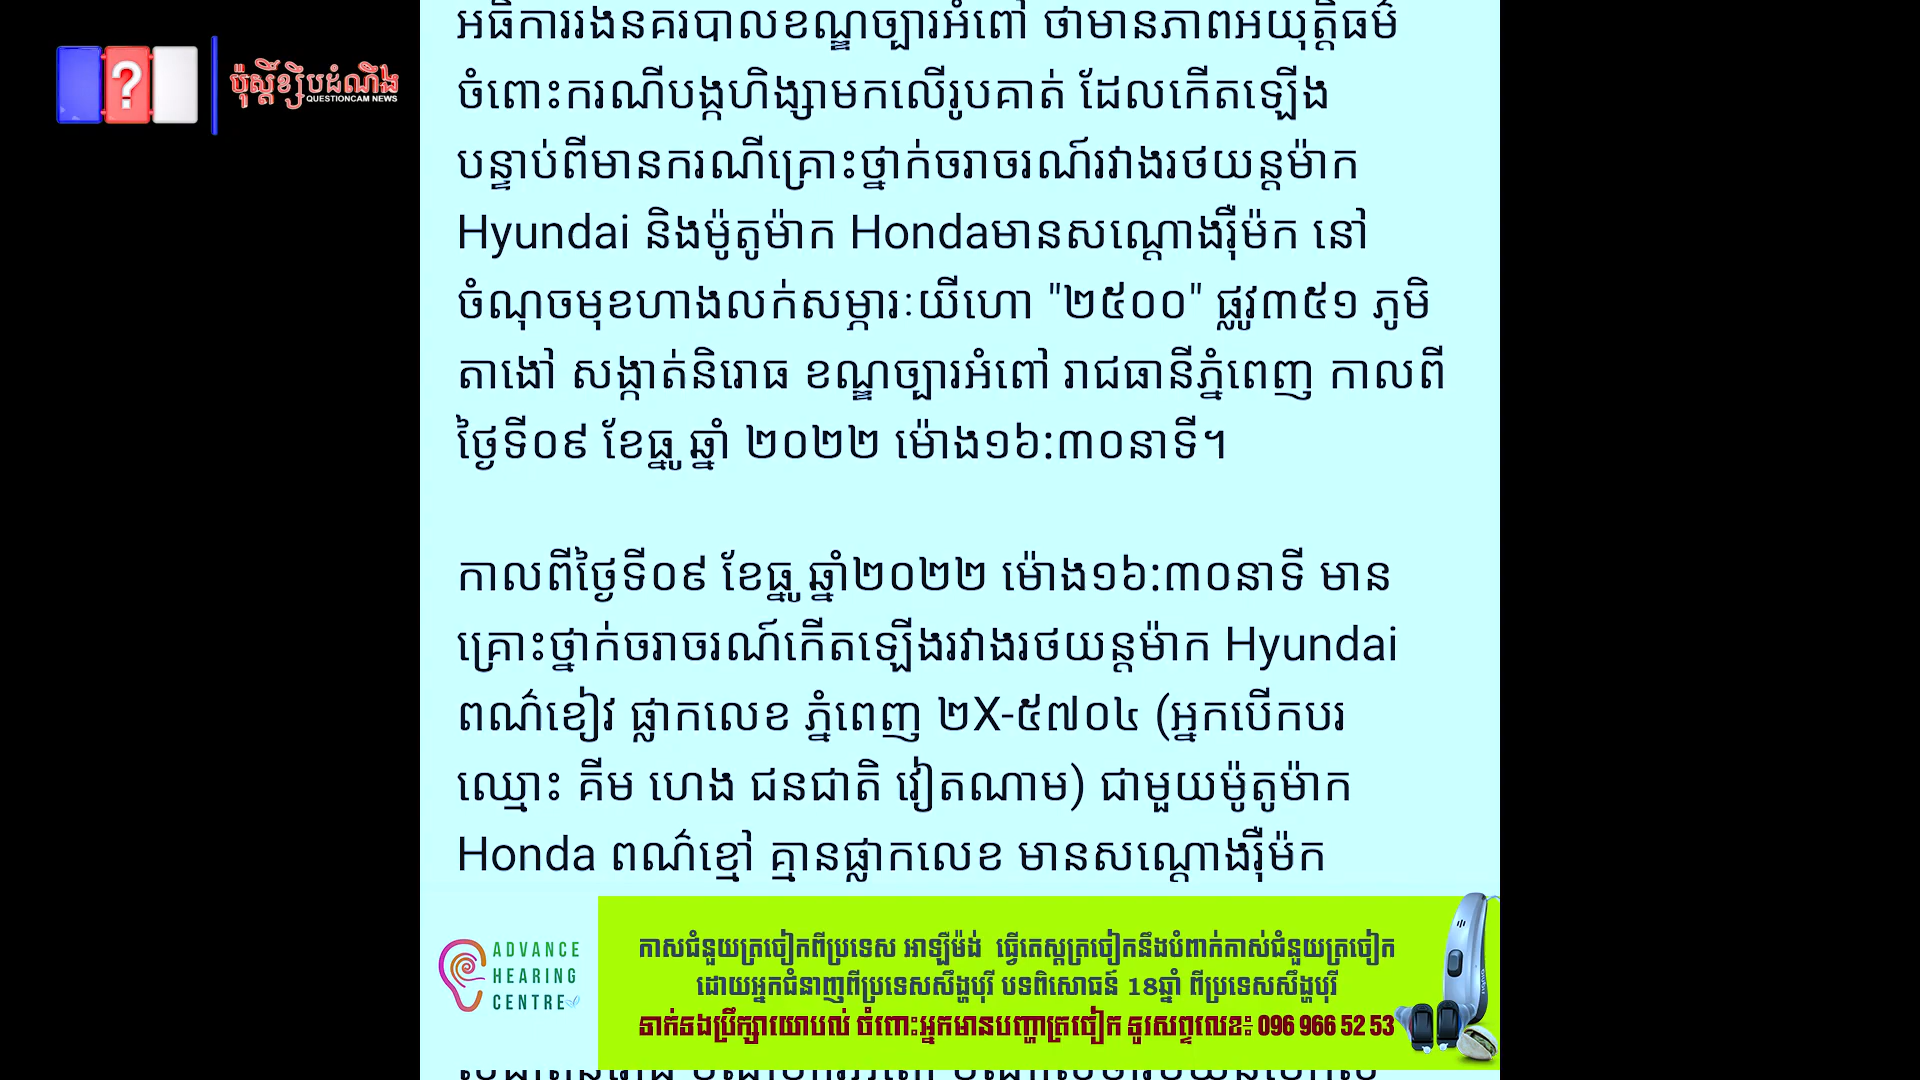 ប៉ុស្តិ៍ខ្សឹបដំណឹង
QUESTIONCAM NEWS
អធិការរងនគរបាលខណ្ឌច្បារអំពៅ ថាមានភាពអយុត្តិធម៌
ចំពោះករណីបង្កហិង្សាមកលើរូបគាត់ ដែលកើតឡើង
បន្ទាប់ពីមានករណីគ្រោះថ្នាក់ចរាចរណ៍រវាងរថយន្តម៉ាក
Hyundai និងម៉ូតូម៉ាក Hondaមានសណ្តោងរ៉ឺម៉ក នៅ
ចំណុចមុខហាងលក់សម្ភារៈយីហោ "២៥០០" ផ្លូវ៣៥១ ភូមិ
តាងៅ សង្កាត់និរោធ ខណ្ឌច្បារអំពៅ រាជធានីភ្នំពេញ កាលពី
ថ្ងៃទី០៩ ខែធ្នូ ឆ្នាំ ២០២២ ម៉ោង១៦:៣០នាទី។
កាលពីថ្ងៃទី០៩ ខែធ្នូ ឆ្នាំ២០២២ ម៉ោង១៦:៣០នាទី មាន
គ្រោះថ្នាក់ចរាចរណ៍កើតឡើងរវាងរថយន្តម៉ាក Hyundai
ពណ៌ខៀវ ផ្លាកលេខ ភ្នំពេញ ២X-៥៧០៤ (អ្នកបើកបរ
ឈ្មោះ គីម ហេង ជនជាតិ វៀតណាម) ជាមួយម៉ូតូម៉ាក
Honda ពណ៌ខ្មៅ គ្មានផ្លាកលេខ មានសណ្តោងរ៉ឺម៉ក
ADVANCE
HEARING
CENTRE
កាសជំនួយត្រចៀកពីប្រទេស អាឡឺម៉ង់ ធ្វើតេស្តត្រចៀកនឹងបំពាក់កាស់ជំនួយត្រចៀក
ដោយអ្នកជំនាញពីប្រទេសសឹង្ហបុរី បទពិសោធន៍ 18ឆ្នាំ ពីប្រទេសសឹង្ហបុរី
ទាក់ទងប្រឹក្សាយោបល់ ចំពោះអ្នកមានបញ្ហាត្រចៀក ទូរសព្ទលេខ៖ 096 966 52 53